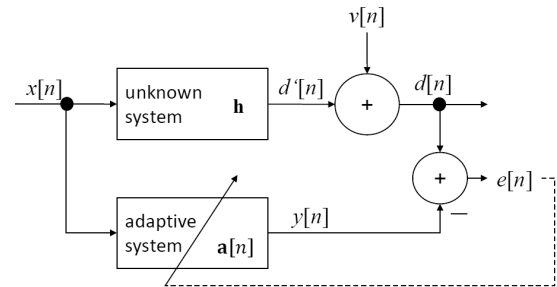 v[n]
x[n]
unknown
system
h
d‘[n]
+
d[n]
+
e[n]
adaptive
system
a[n]
y[n]
—